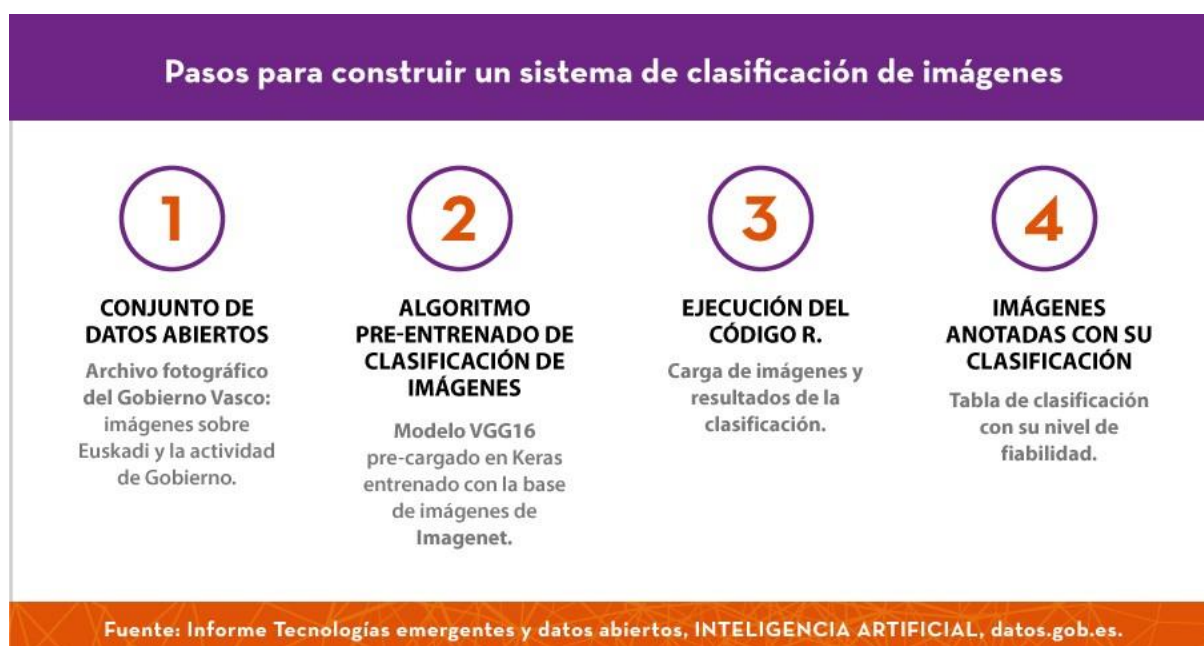 Pasos para construir un sistema de clasificación de imágenes
1
CONJUNTO DE
DATOS ABIERTOS
Archivo fotográfico
del Gobierno Vasco:
imágenes sobre
Euskadi y la actividad
de Gobierno.
2
ALGORITMO
PRE-ENTRENADO DE
CLASIFICACIÓN DE
IMÁGENES
Modelo VGG16
pre-cargado en Keras
entrenado con la base
de imágenes de
Imagenet.
3
EJECUCIÓN DEL
CÓDIGO R.
Carga de imágenes y
resultados de la
clasificación.
4
IMÁGENES
ANOTADAS CON SU
CLASIFICACIÓN
Tabla de clasificación
con su nivel de
fiabilidad.
Fuente: Informe Tecnologías emergentes y datos abiertos, INTELIGENCIA ARTIFICIAL, datos.gob.es.